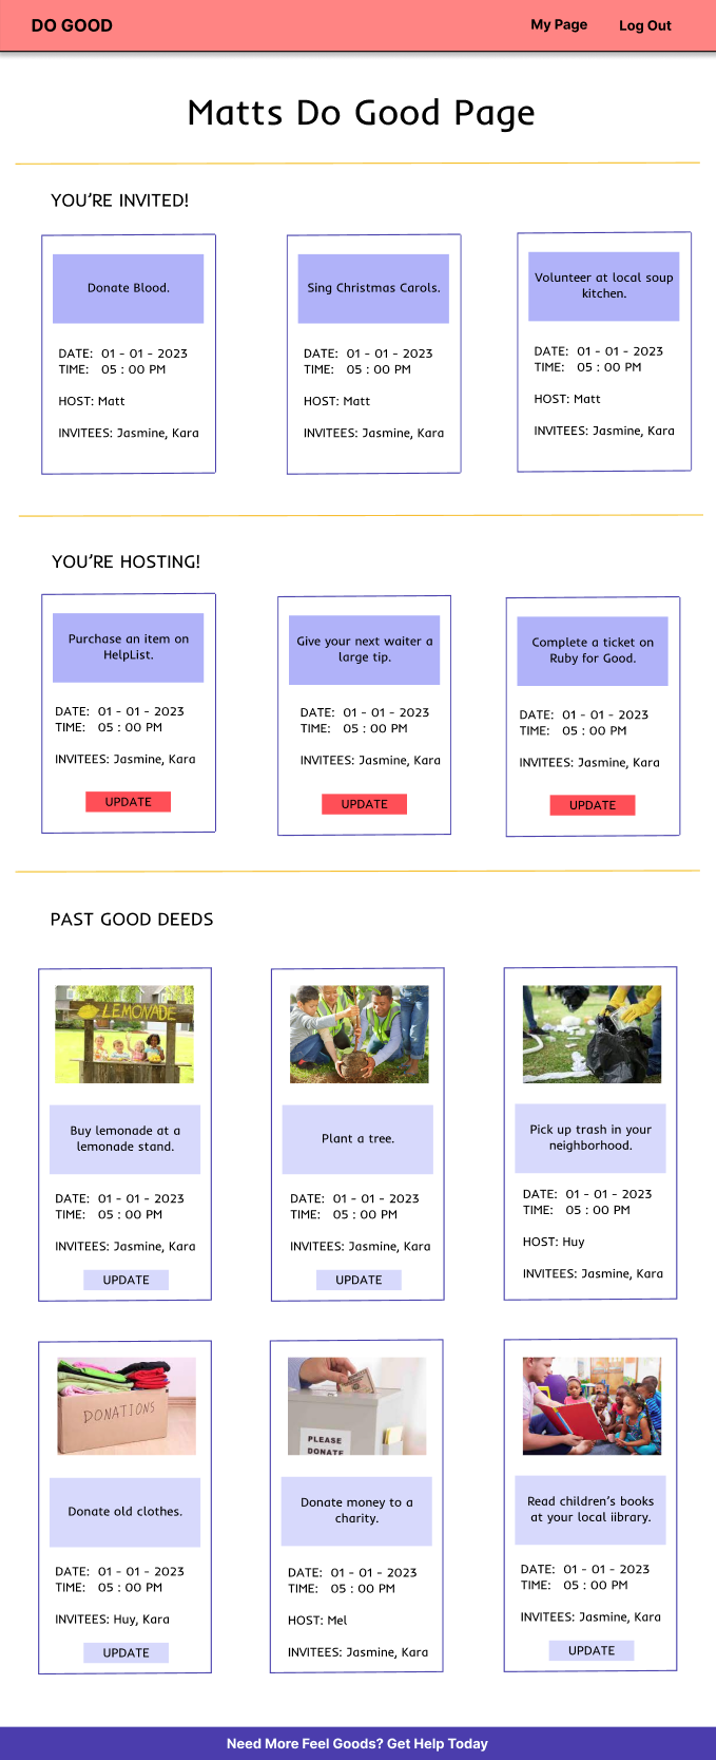 DO GOOD
My Page
Log Out
Matts Do Good Page
YOU'RE INVITED!
Donate Blood.
DATE: 01 - 01 - 2023
TIME: 05 : 00 PM
HOST: Matt
INVITEES: Jasmine, Kara
Sing Christmas Carols.
DATE: 01 - 01 - 2023
TIME: 05 : 00 PM
HOST: Matt
INVITEES: Jasmine, Kara
Volunteer at local soup
kitchen.
DATE: 01 - 01 - 2023
TIME: 05 : 00 PM
HOST: Matt
INVITEES: Jasmine, Kara
YOU'RE HOSTING!
Purchase an item on
HelpList.
DATE: 01 - 01 - 2023
TIME: 05 : 00 PM
INVITEES: Jasmine, Kara
UPDATE
Give your next waiter a
large tip.
DATE: 01 - 01 - 2023
TIME: 05 : 00 PM
INVITEES: Jasmine, Kara
UPDATE
Complete a ticket on
Ruby for Good.
DATE: 01 - 01 - 2023
TIME: 05 : 00 PM
INVITEES: Jasmine, Kara
UPDATE
PAST GOOD DEEDS
LEMONADE
Buy lemonade at a
lemonade stand.
DATE: 01 - 01 - 2023
TIME: 05 : 00 PM
INVITEES: Jasmine, Kara
UPDATE
Plant a tree.
DATE: 01 - 01 - 2023
TIME: 05 : 00 PM
INVITEES: Jasmine, Kara
UPDATE
Pick up trash in your
neighborhood.
DATE: 01 - 01 - 2023
TIME: 05 : 00 PM
HOST: Huy
INVITEES: Jasmine, Kara
DONATIONS
Donate old clothes.
DATE: 01 - 01 - 2023
TIME: 05 : 00 PM
INVITEES: Huy, Kara
UPDATE
PLEASE
DONATE
Donate money to a
charity.
DATE: 01 - 01 - 2023
TIME: 05 : 00 PM
HOST: Mel
INVITEES: Jasmine, Kara
Read children's books
at your local iibrary.
DATE: 01 - 01 - 2023
TIME: 05 : 00 PM
INVITEES: Jasmine, Kara
UPDATE
Need More Feel Goods? Get Help Today